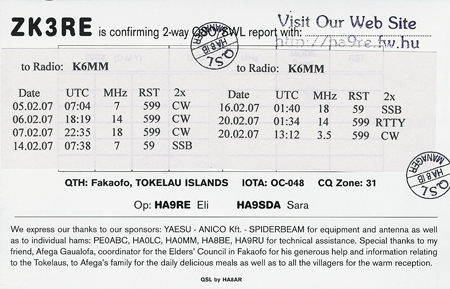 ZK3RE is confirming 2-way QSO/SWL report with:
Visit Our Web Site
http://ha9re.fw.hu
QSL
HA8IB
to Radio: K6MM
Date UTC MHz RST 2x
05.02.07 07:04 7 599 CW
06.02.07 18:19 14 599 CW
07.02.07 22:35 18 599 CW
14.02.07 07:38 7 59 SSB
to Radio: K6MM
Date UTC MHz RST 2x
16.02.07 01:40 18 59 SSB
20.02.07 01:34 14 599 RTTY
20.02.07 13:12 3.5 599 CW
MANAGER
HA8IB
QSL
QTH: Fakaofo, TOKELAU ISLANDS IOTA: OC-048 CQ Zone: 31
Op: HA9RE Eli HA9SDA Sara
We express our thanks to our sponsors: YAESU - ANICO Kft. - SPIDERBEAM for equipment and antenna as well
as to individual hams: PE0ABC, HA0LC, HA0MM, HA8BE, HA9RU for technical assistance. Special thanks to my
friend, Afega Gaualofa, coordinator for the Elders' Council in Fakaofo for his generous help and information relating
to the Tokelaus, to Afega's family for the daily delicious meals as well as to all the villagers for the warm reception.
QSL by HA8AR